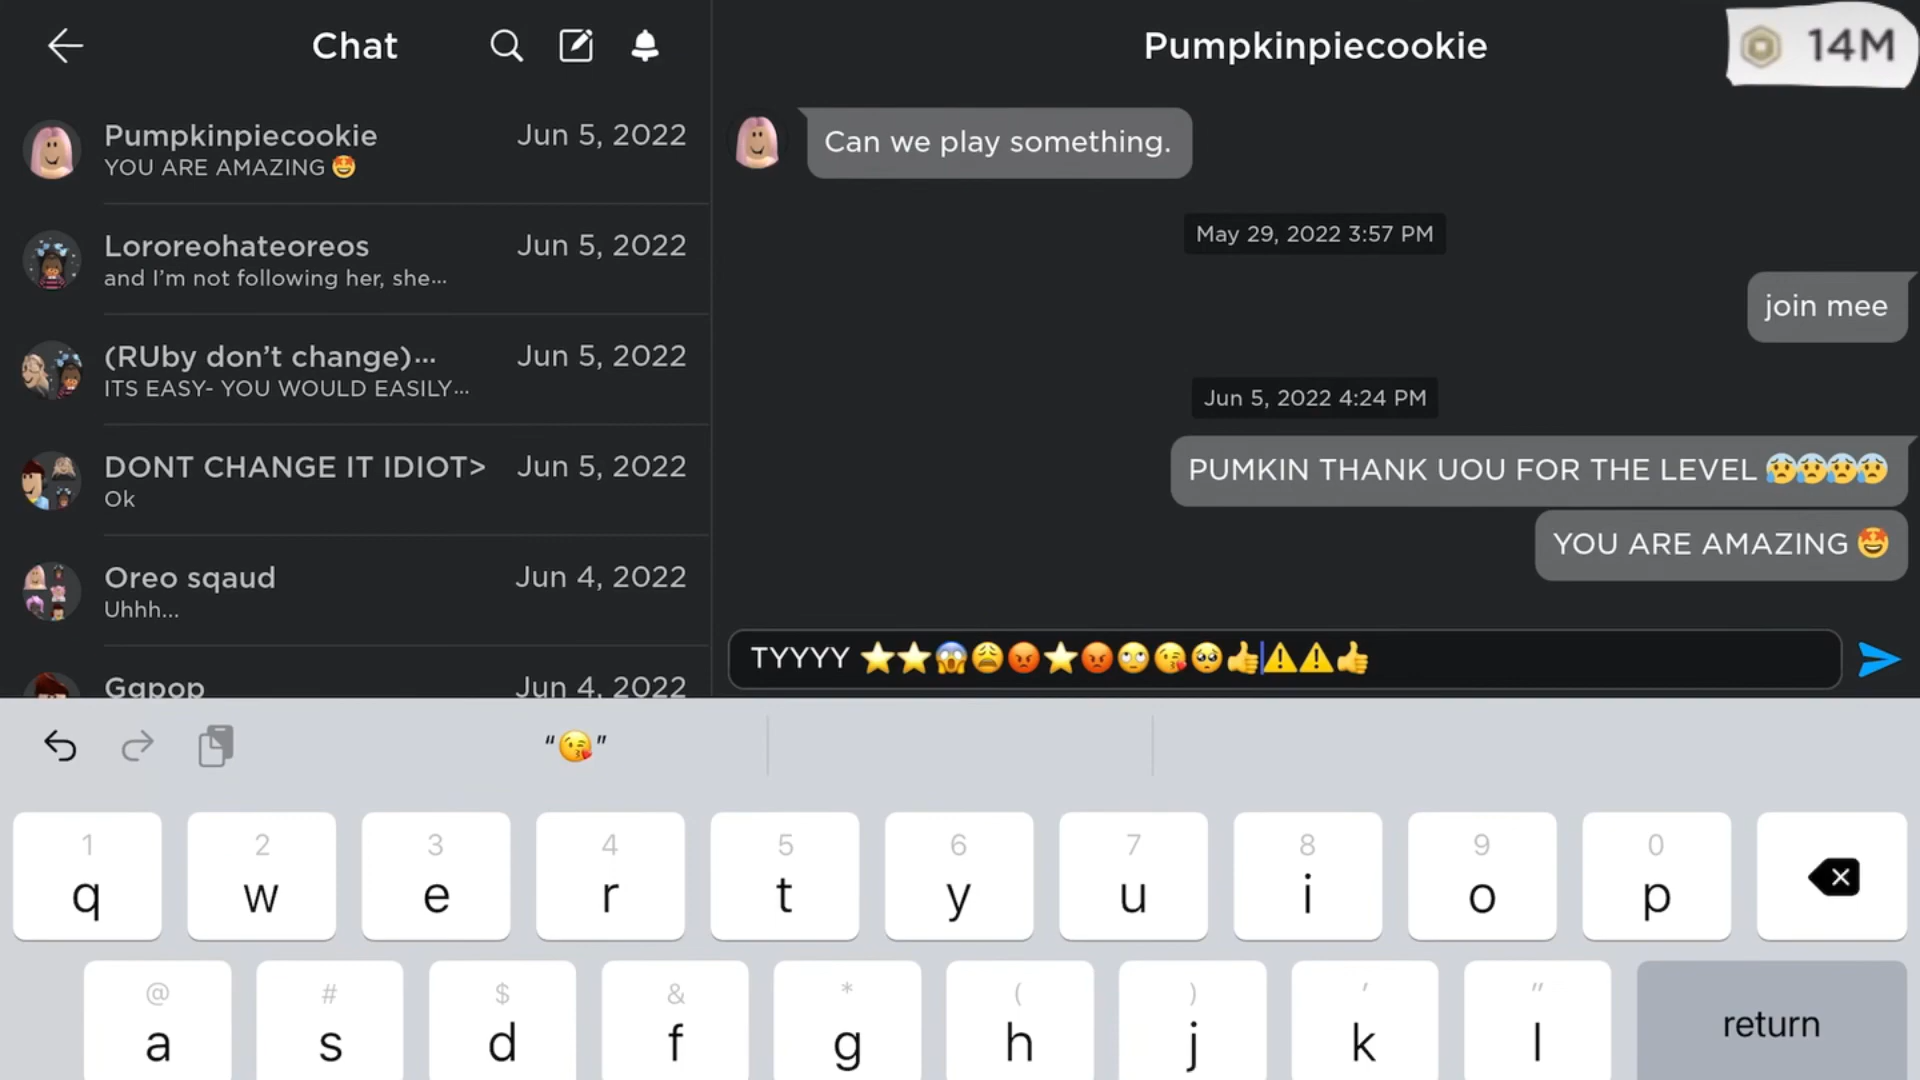 Chat
Pumpkinpiecookie
14M
Pumpkinpiecookie Jun 5, 2022
YOU ARE AMAZING 🤩
Lororeohateoreos Jun 5, 2022
and I’m not following her, she...
(RUby don’t change)... Jun 5, 2022
ITS EASY- YOU WOULD EASILY...
DONT CHANGE IT IDIOT> Jun 5, 2022
Ok
Oreo sqaud Jun 4, 2022
Uhhh...
Gapop Jun 4, 2022
Can we play something.
May 29, 2022 3:57 PM
join mee
Jun 5, 2022 4:24 PM
PUMKIN THANK UOU FOR THE LEVEL 😰😰😰😰
YOU ARE AMAZING 🤩
TYYYY ⭐⭐😱😩😡⭐😡🙄😘🥺👍⚠️⚠️👍
“😘”
1 2 3 4 5 6 7 8 9 0
q w e r t y u i o p
@ # $ & * ( ) ' "
a s d f g h j k l return